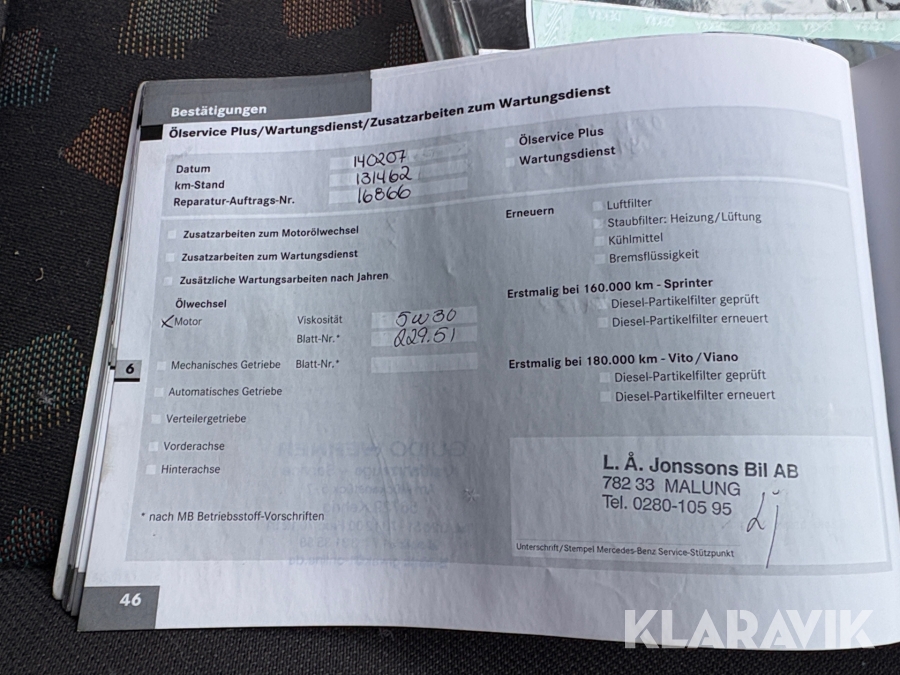 Bestätigungen
Ölservice Plus/Wartungsdienst/Zusatzarbeiten zum Wartungsdienst
Datum 140207
km-Stand 131462
Reparatur-Auftrags-Nr. 16866
Ölservice Plus
Wartungsdienst
Zusatzarbeiten zum Motorölwechsel
Zusatzarbeiten zum Wartungsdienst
Zusätzliche Wartungsarbeiten nach Jahren
Ölwechsel
Motor Viskosität 5W30
Blatt-Nr.* 229.51
Mechanisches Getriebe Blatt-Nr.*
Automatisches Getriebe
Verteilergetriebe
Vorderachse
Hinterachse
* nach MB Betriebsstoff-Vorschriften
Erneuern Luftfilter
Staubfilter: Heizung/Lüftung
Kühlmittel
Bremsflüssigkeit
Erstmalig bei 160.000 km - Sprinter
Diesel-Partikelfilter geprüft
Diesel-Partikelfilter erneuert
Erstmalig bei 180.000 km - Vito/Viano
Diesel-Partikelfilter geprüft
Diesel-Partikelfilter erneuert
L. Å. Jonssons Bil AB
782 33 MALUNG
Tel. 0280-105 95
Unterschrift/Stempel Mercedes-Benz Service-Stützpunkt
6
46
KLARAVIK